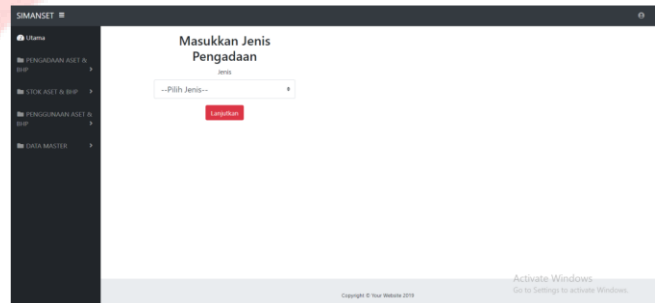 SIMANSET
Utama
PENGADAAN ASET &
BHP
STOK ASET & BHP
PENGGUNAAN ASET &
BHP
DATA MASTER
Masukkan Jenis
Pengadaan
Jenis
--Pilih Jenis--
Lanjutkan
Copyright © Your Website 2019
Activate Windows
Go to Settings to activate Windows.